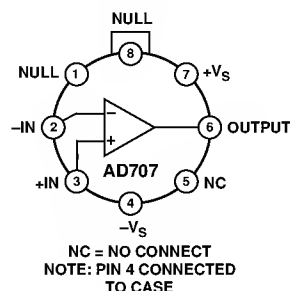 NULL
8
NULL
1
7
+VS
−IN
2
−
6
OUTPUT
+
+IN
3
AD707
5
NC
4
−VS
NC = NO CONNECT
NOTE: PIN 4 CONNECTED
TO CASE